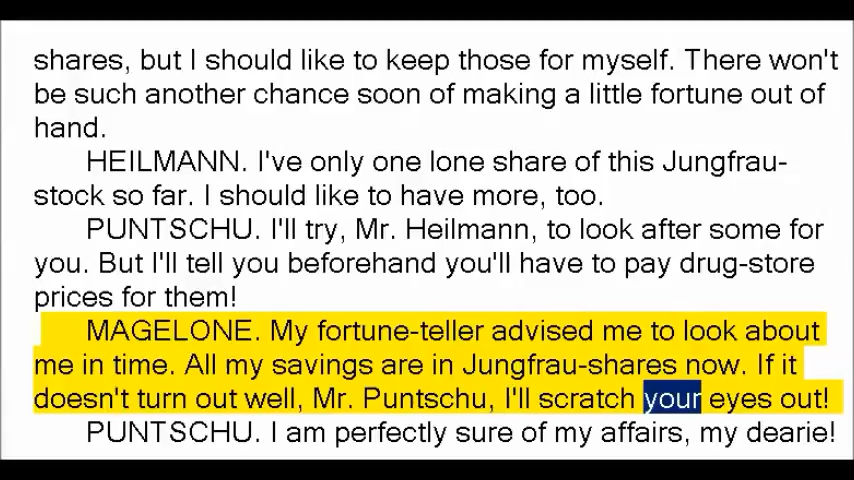 shares, but I should like to keep those for myself. There won't
be such another chance soon of making a little fortune out of
hand.
HEILMANN. I've only one lone share of this Jungfrau-
stock so far. I should like to have more, too.
PUNTSCHU. I'll try, Mr. Heilmann, to look after some for
you. But I'll tell you beforehand you'll have to pay drug-store
prices for them!
MAGELONE. My fortune-teller advised me to look about
me in time. All my savings are in Jungfrau-shares now. If it
doesn't turn out well, Mr. Puntschu, I'll scratch your eyes out!
PUNTSCHU. I am perfectly sure of my affairs, my dearie!